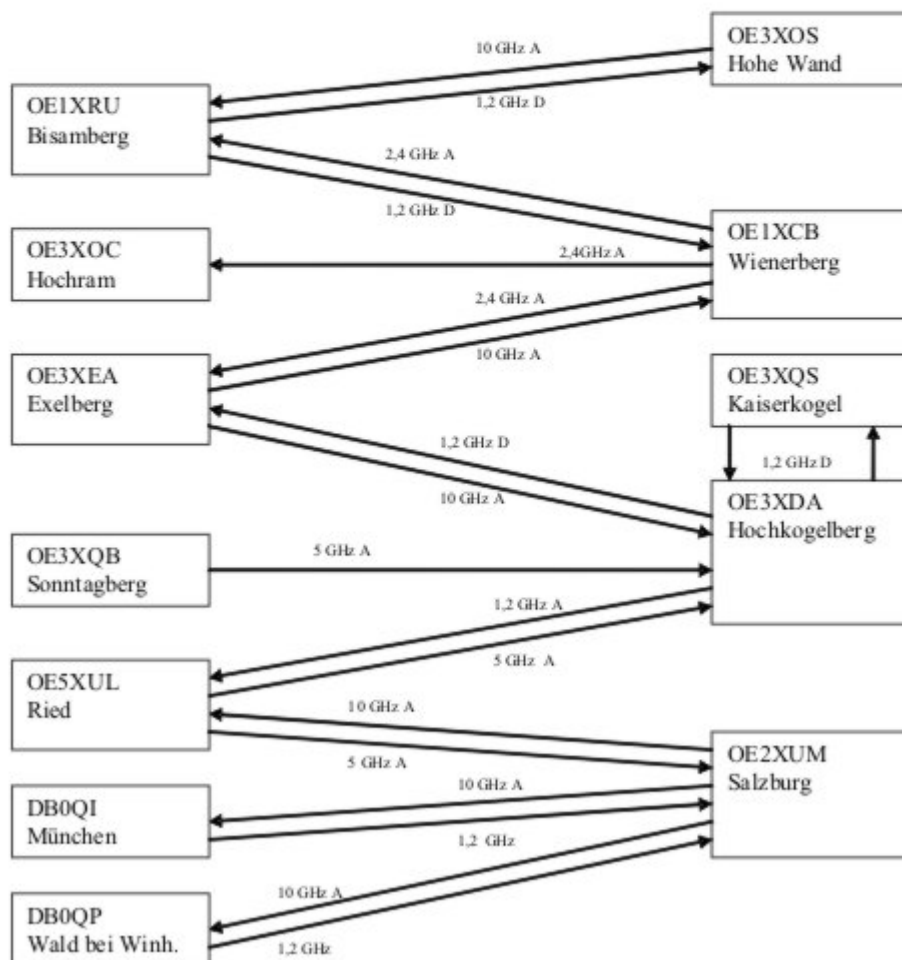 OE3XOS
Hohe Wand
10 GHz A
1,2 GHz D
OE1XRU
Bisamberg
2,4 GHz A
1,2 GHz D
OE1XCB
Wienerberg
OE3XOC
Hochram
2,4GHz A
2,4 GHz A
10 GHz A
OE3XEA
Exelberg
OE3XQS
Kaiserkogel
1,2 GHz D
1,2 GHz D
10 GHz A
OE3XDA
Hochkogelberg
OE3XQB
Sonntagberg
5 GHz A
1,2 GHz A
5 GHz A
OE5XUL
Ried
10 GHz A
5 GHz A
OE2XUM
Salzburg
10 GHz A
DB0QI
München
1,2 GHz
10 GHz A
DB0QP
Wald bei Winh.
1,2 GHz